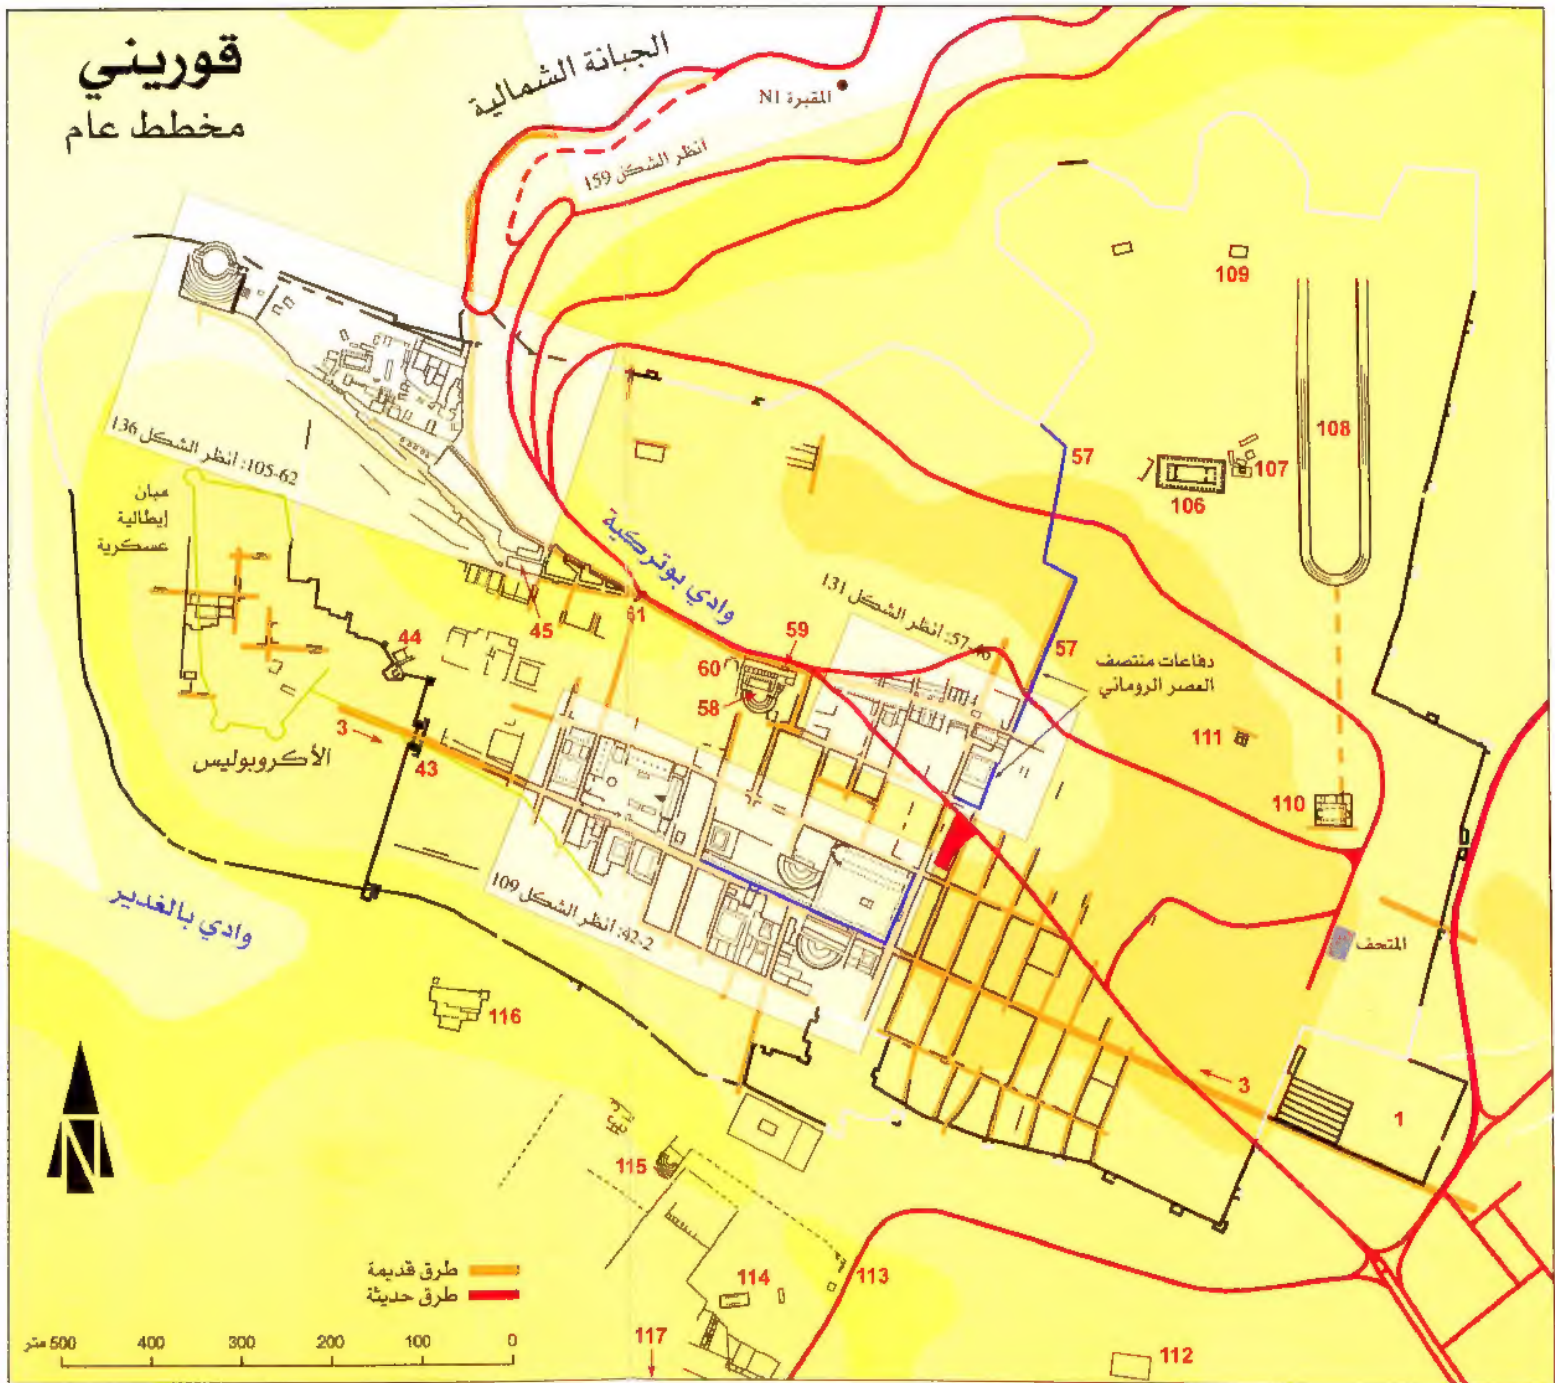 قوريني
مخطط عام
الجبانة الشمالية
المقبرة N1
انظر الشكل 159
109
108
107
106
57
136 انظر الشكل :105-62
مبان
إيطالية
عسكرية
وادي بوتركية
131 انظر الشكل :57-46
61
45
44
59
60
58
57
دفاعات منتصف
العصر الروماني
111
110
3
43
الأكروبوليس
109 انظر الشكل :42-2
وادي بالغدير
المتحف
116
3
1
115
113
114
117
112
طرق قديمة
طرق حديثة
متر 500 400 300 200 100 0
N